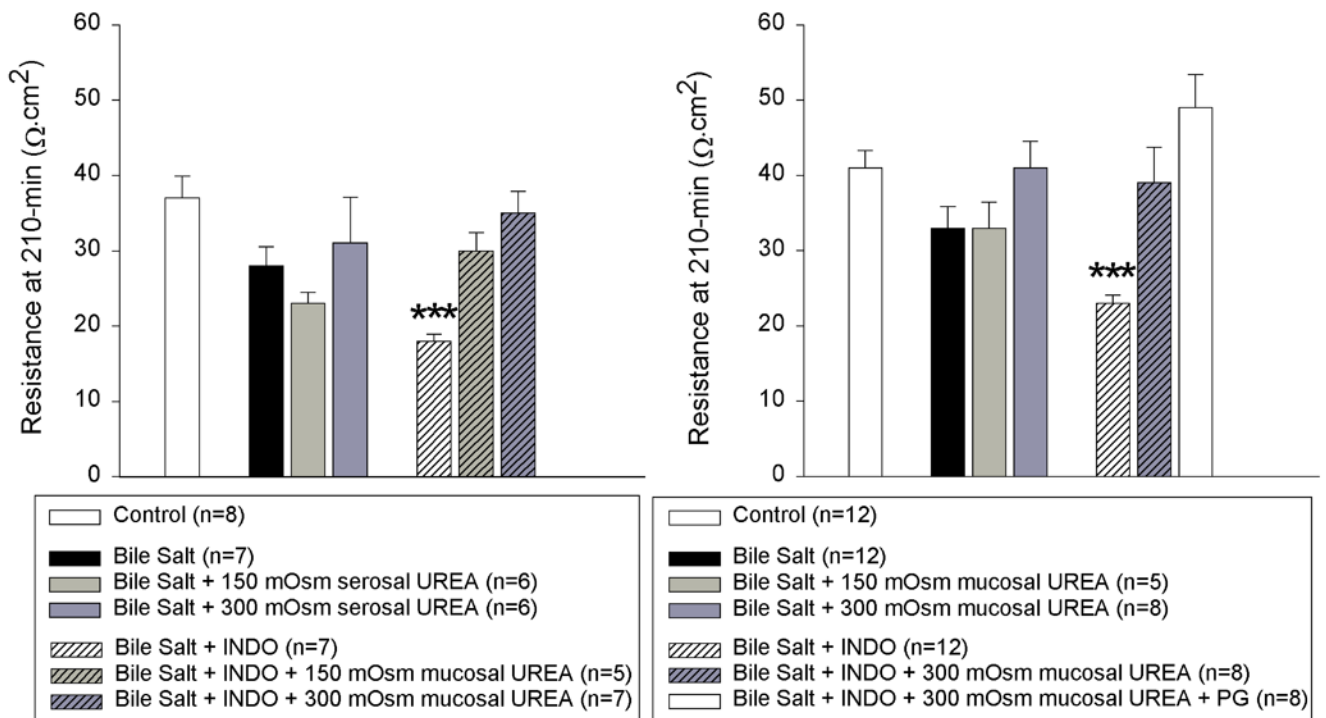 Resistance at 210-min (Ω·cm2)
60
50
40
30
20
10
0
***
Control (n=8)
Bile Salt (n=7)
Bile Salt + 150 mOsm serosal UREA (n=6)
Bile Salt + 300 mOsm serosal UREA (n=6)
Bile Salt + INDO (n=7)
Bile Salt + INDO + 150 mOsm mucosal UREA (n=5)
Bile Salt + INDO + 300 mOsm mucosal UREA (n=7)
Resistance at 210-min (Ω·cm2)
60
50
40
30
20
10
0
***
Control (n=12)
Bile Salt (n=12)
Bile Salt + 150 mOsm mucosal UREA (n=5)
Bile Salt + 300 mOsm mucosal UREA (n=8)
Bile Salt + INDO (n=12)
Bile Salt + INDO + 300 mOsm mucosal UREA (n=8)
Bile Salt + INDO + 300 mOsm mucosal UREA + PG (n=8)